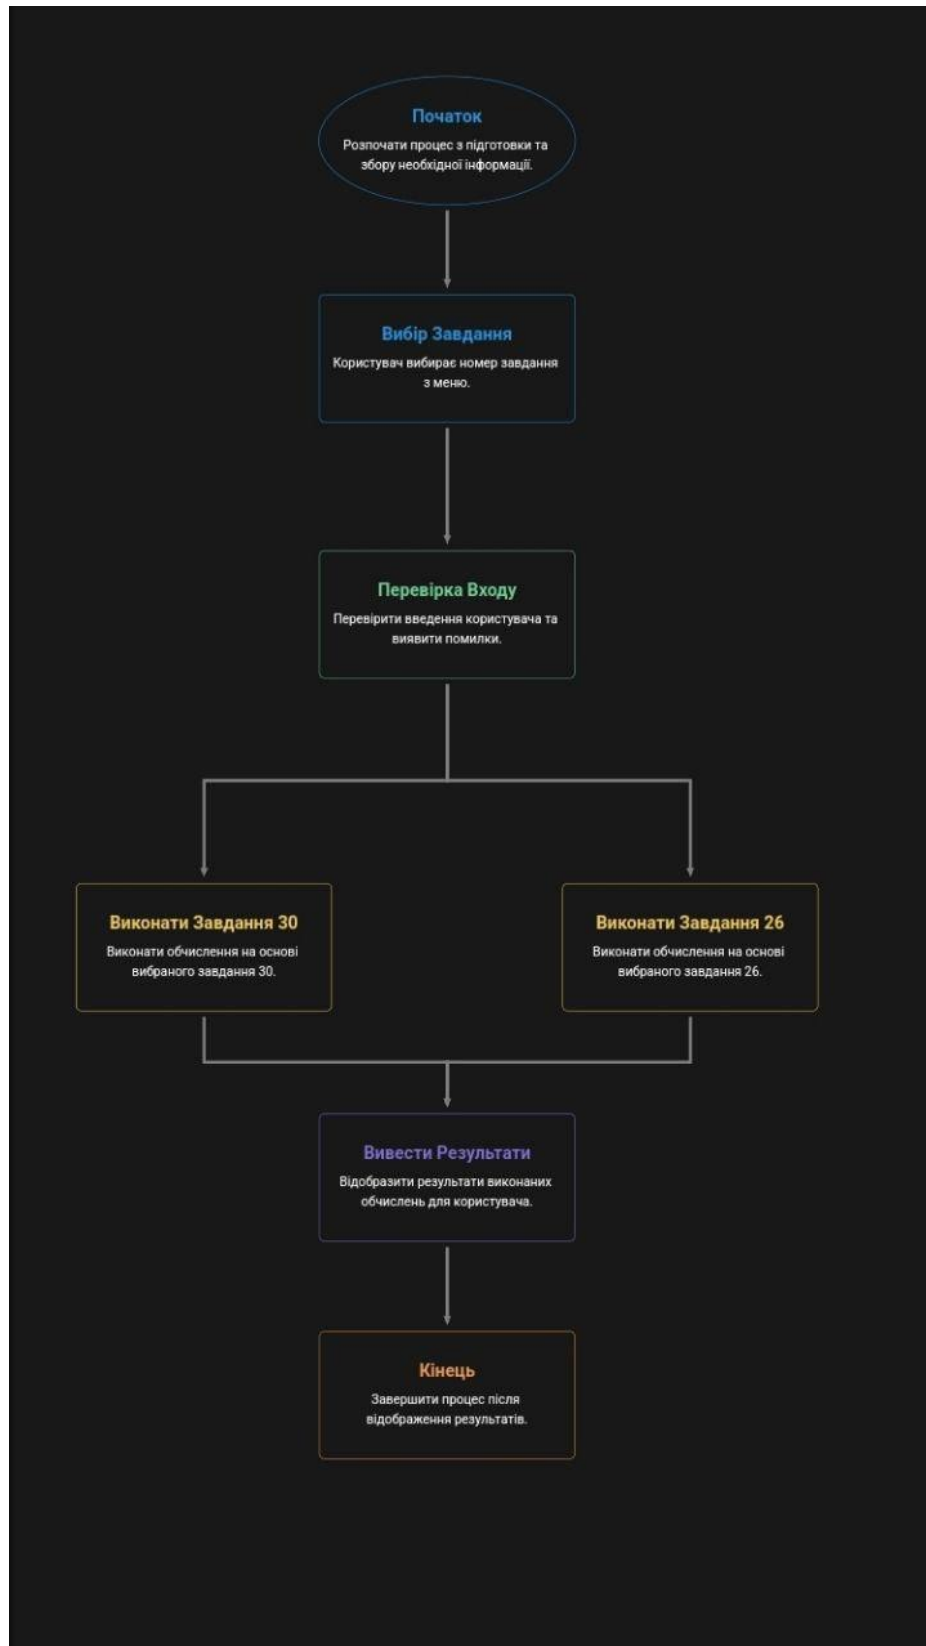 Початок
Розпочати процес з підготовки та
збору необхідної інформації.
Вибір Завдання
Користувач вибирає номер завдання
з меню.
Перевірка Входу
Перевірити введення користувача та
виявити помилки.
Виконати Завдання 30
Виконати обчислення на основі
вибраного завдання 30.
Виконати Завдання 26
Виконати обчислення на основі
вибраного завдання 26.
Вивести Результати
Відобразити результати виконаних
обчислень для користувача.
Кінець
Завершити процес після
відображення результатів.